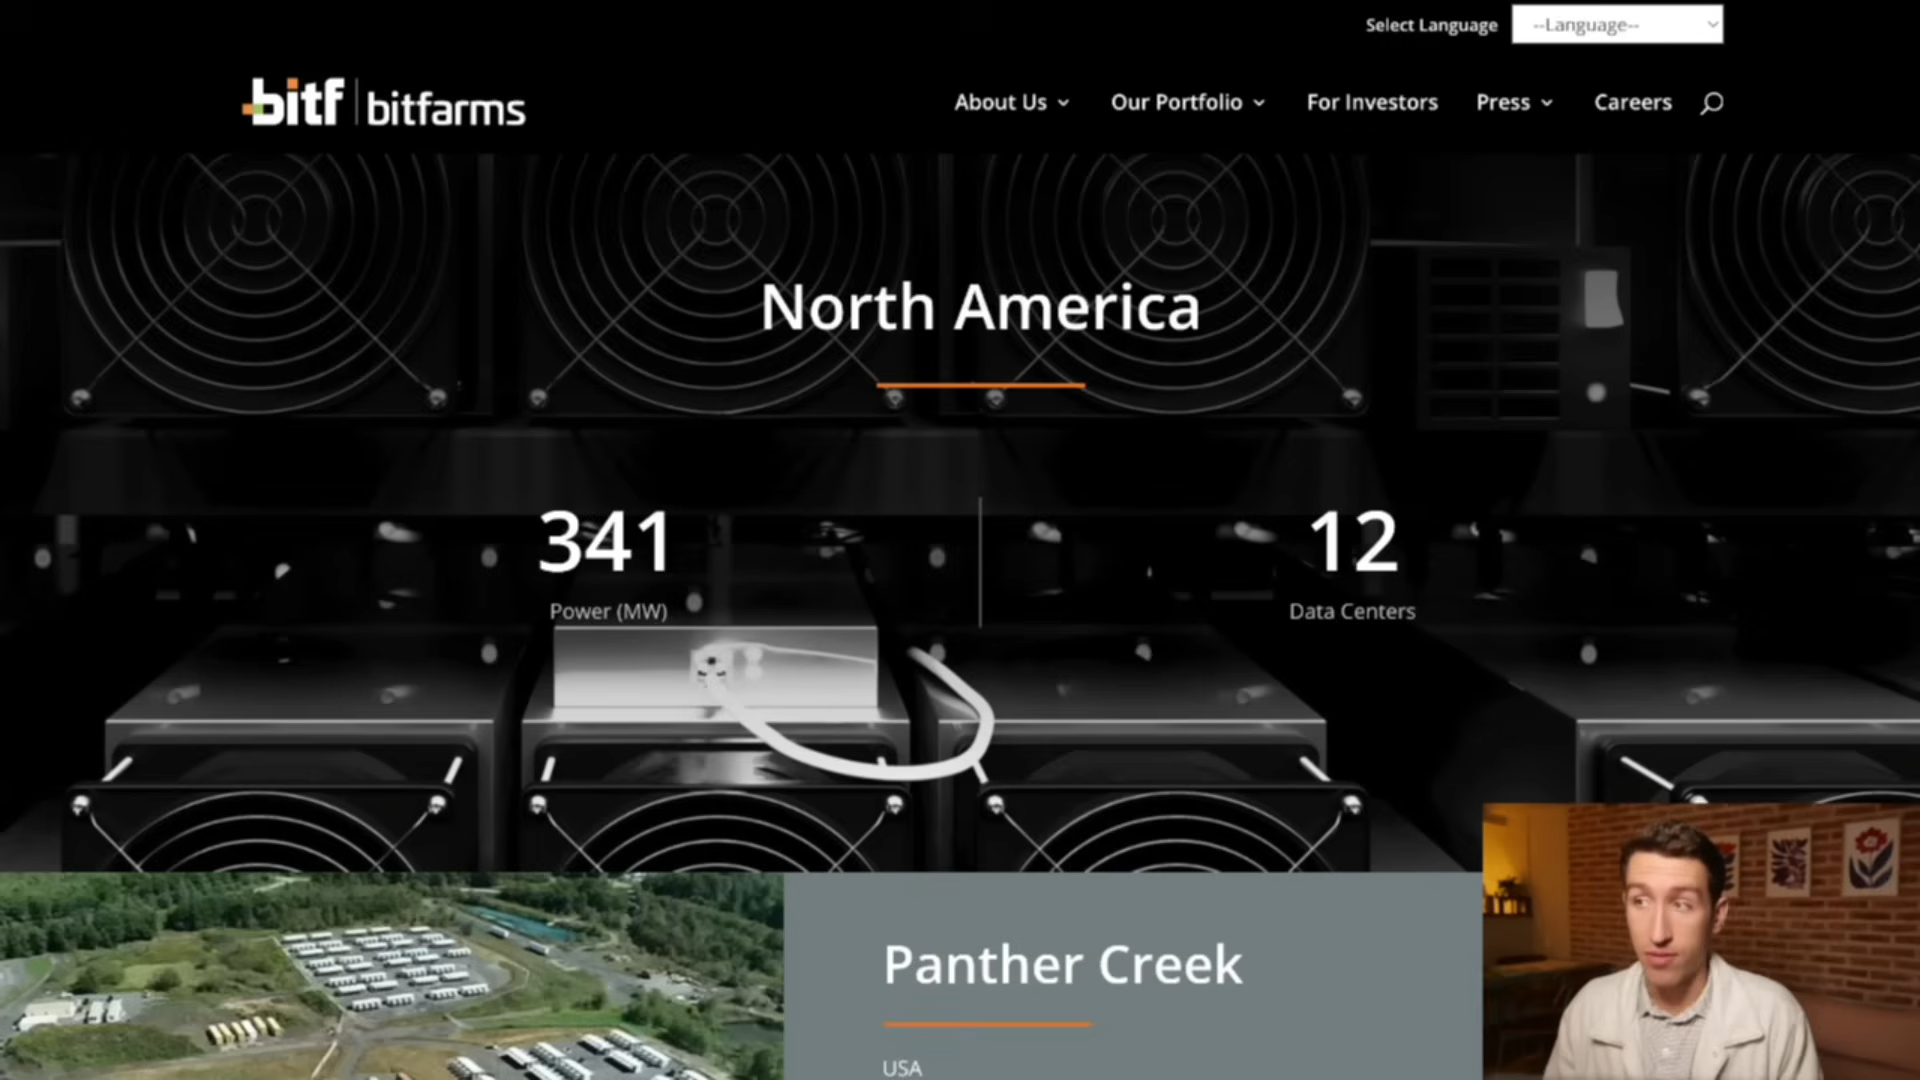 Select Language --Language--
bitf bitfarms
About Us Our Portfolio For Investors Press Careers
North America
341 12
Power (MW) Data Centers
Panther Creek
USA